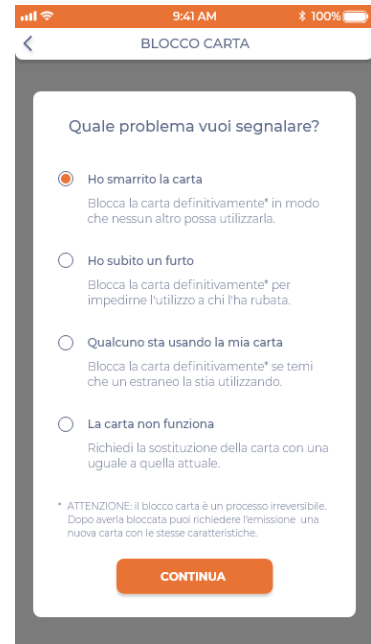 9:41 AM 100%
BLOCCO CARTA
Quale problema vuoi segnalare?
Ho smarrito la carta
Blocca la carta definitivamente* in modo
che nessun altro possa utilizzarla.
Ho subito un furto
Blocca la carta definitivamente* per
impedirne l'utilizzo a chi l'ha rubata.
Qualcuno sta usando la mia carta
Blocca la carta definitivamente* se temi
che un estraneo la stia utilizzando.
La carta non funziona
Richiedi la sostituzione della carta con una
uguale a quella attuale.
* ATTENZIONE: il blocco carta è un processo irreversibile.
Dopo averla bloccata puoi richiedere l'emissione una
nuova carta con le stesse caratteristiche.
CONTINUA